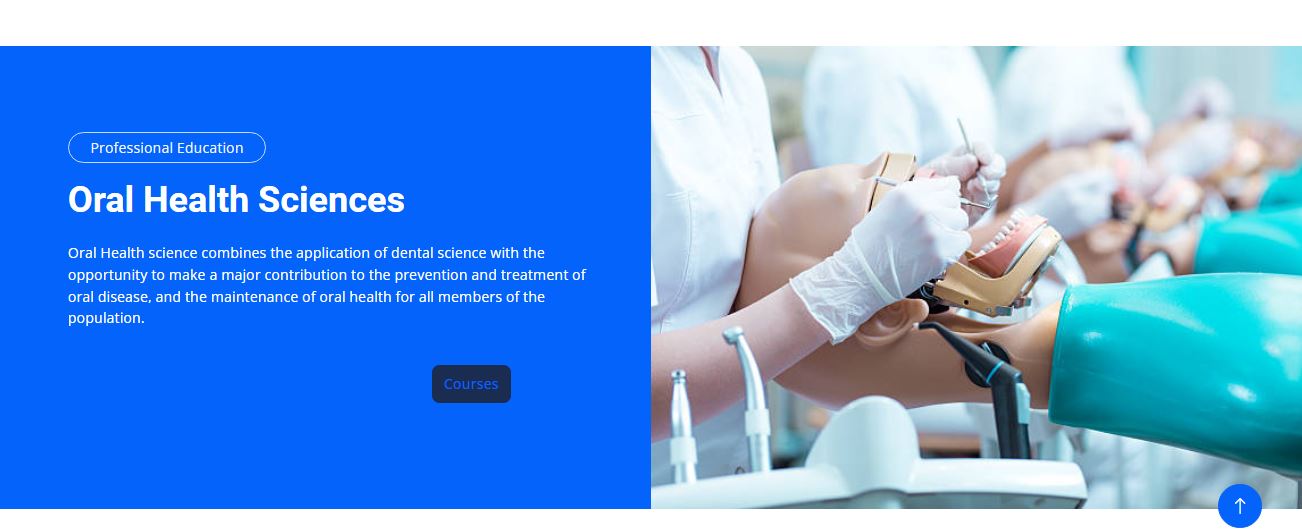 Professional Education
Oral Health Sciences
Oral Health science combines the application of dental science with the
opportunity to make a major contribution to the prevention and treatment of
oral disease, and the maintenance of oral health for all members of the
population.
Courses